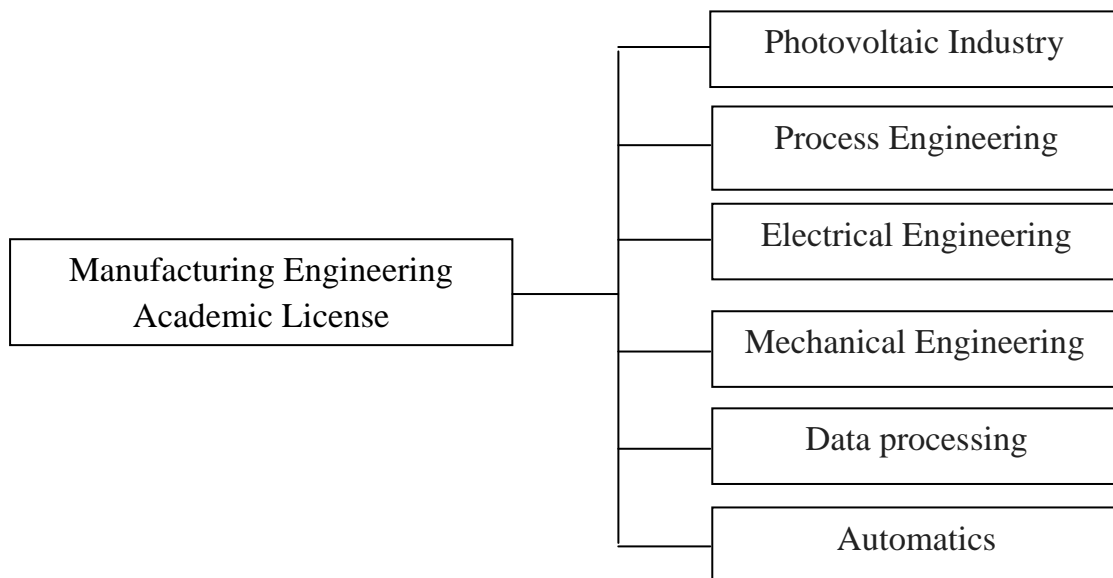 Photovoltaic Industry
Process Engineering
Electrical Engineering
Manufacturing Engineering
Academic License
Mechanical Engineering
Data processing
Automatics